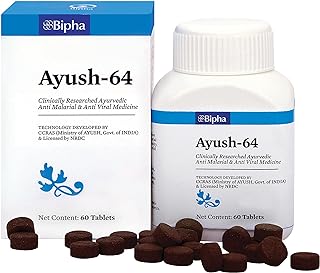 Bipha
Ayush-64
Clinically Researched Ayurvedic
Anti Malarial & Anti Viral Medicine
TECHNOLOGY DEVELOPED BY
CCRAS (Ministry of AYUSH, Govt. of INDIA)
& Licensed by NRDC
Net Content: 60 Tablets
Bipha
Ayush-64
Clinically Researched Ayurvedic
Anti Malarial & Anti Viral Medicine
TECHNOLOGY DEVELOPED BY
CCRAS (Ministry of AYUSH, Govt. of INDIA)
& Licensed by NRDC
Net Content: 60 Tablets